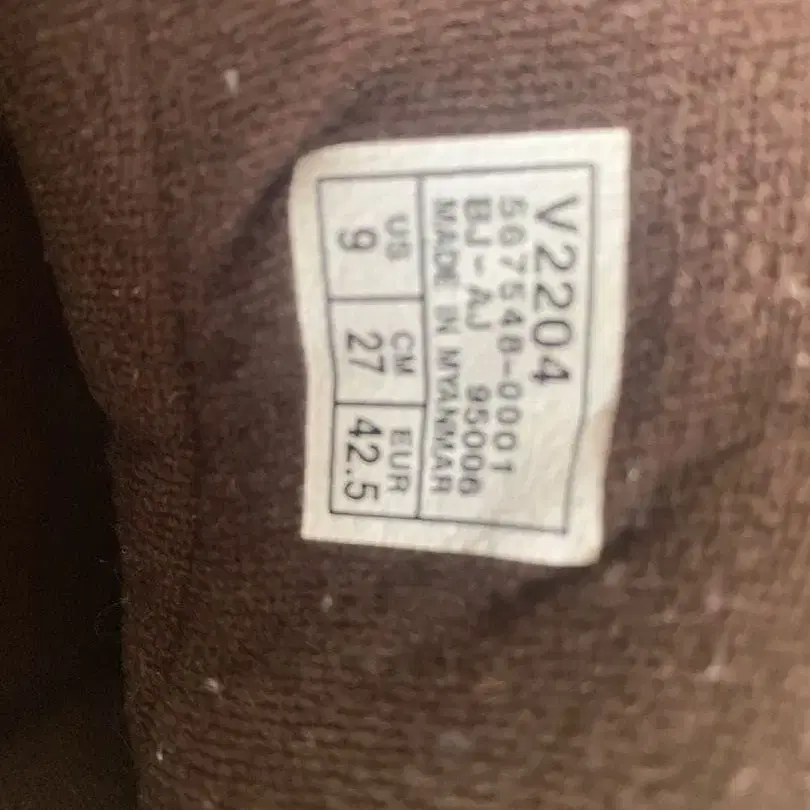 V2204
567548-0001
BJ-AJ 95006
MADE IN MYANMAR
US CM EUR
9 27 42.5